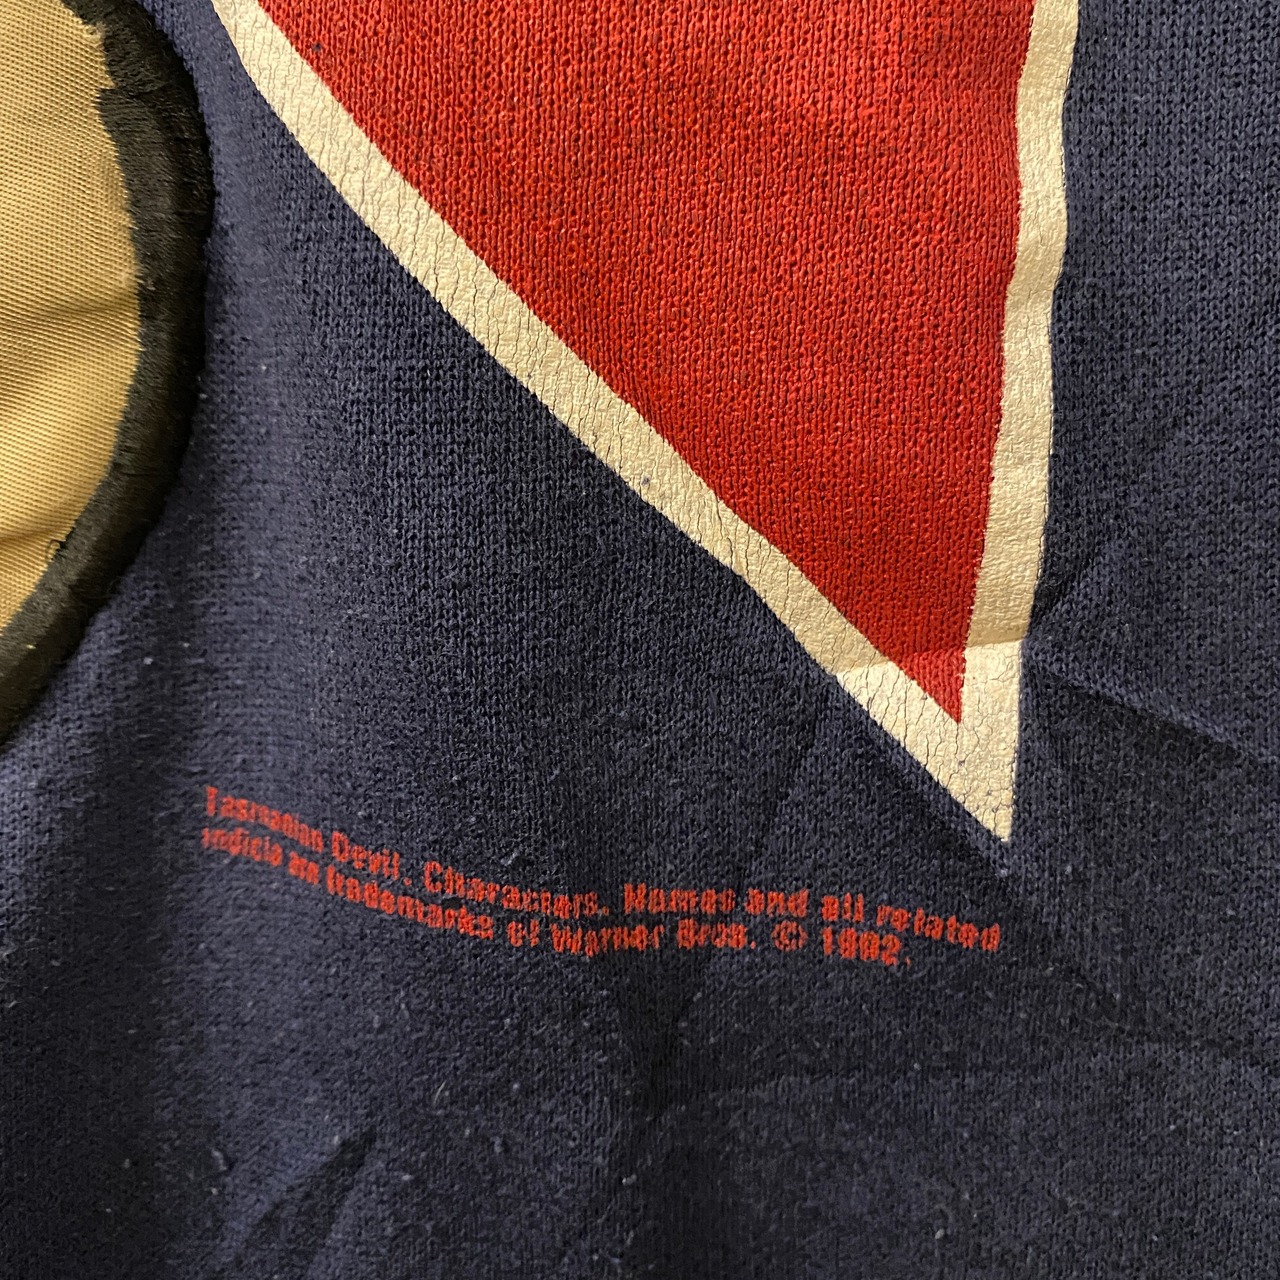 Tasmanian Devil. Characters, Names and all related
indicia are trademarks of Warner Bros. © 1992.